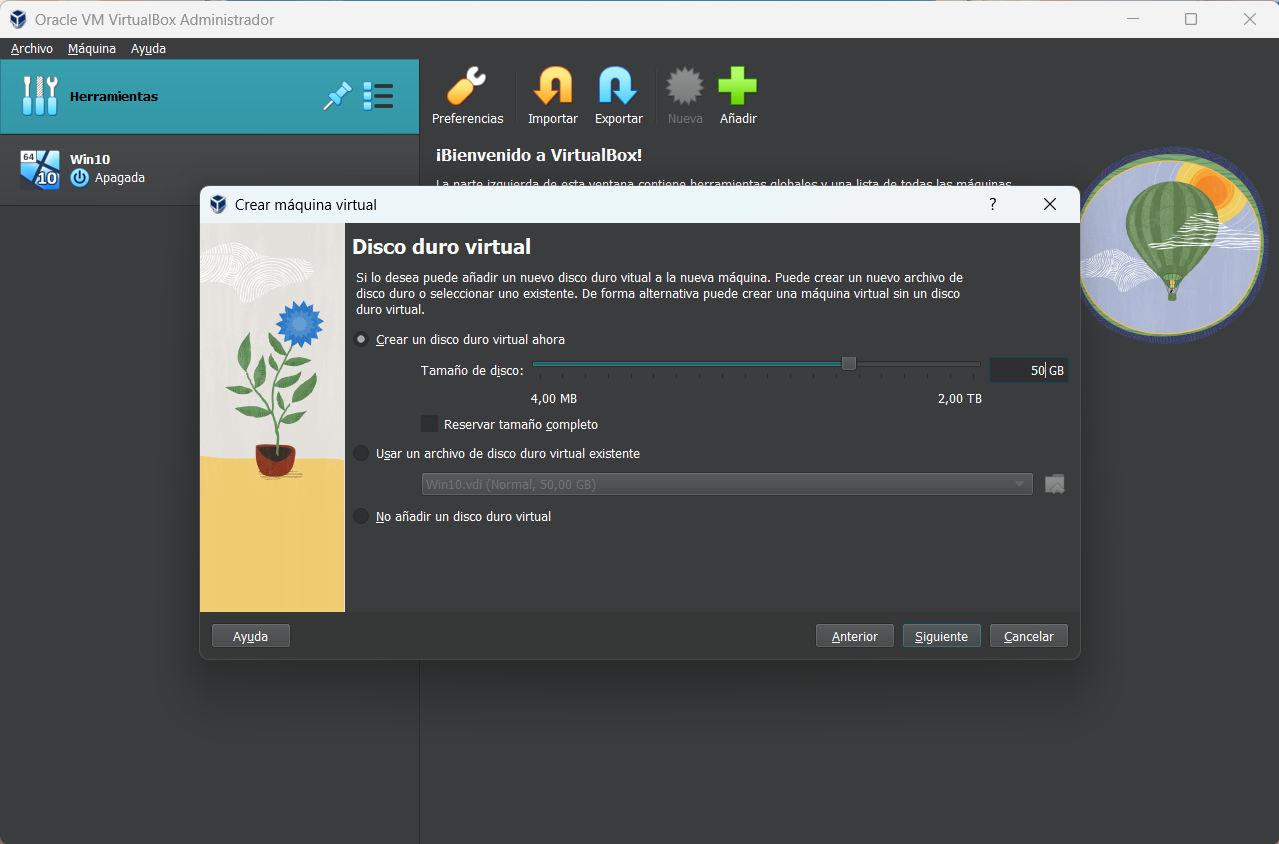 Oracle VM VirtualBox Administrador
Archivo Máquina Ayuda
Herramientas
Preferencias Importar Exportar Nueva Añadir
64 10 Win10
Apagada
¡Bienvenido a VirtualBox!
La parte izquierda de esta ventana contiene herramientas globales y una lista de todas las máquinas
Crear máquina virtual ?
Disco duro virtual
Si lo desea puede añadir un nuevo disco duro vitual a la nueva máquina. Puede crear un nuevo archivo de
disco duro o seleccionar uno existente. De forma alternativa puede crear una máquina virtual sin un disco
duro virtual.
Crear un disco duro virtual ahora
Tamaño de disco: 50 GB
4,00 MB 2,00 TB
Reservar tamaño completo
Usar un archivo de disco duro virtual existente
Win10.vdi (Normal, 50,00 GB)
No añadir un disco duro virtual
Ayuda Anterior Siguiente Cancelar